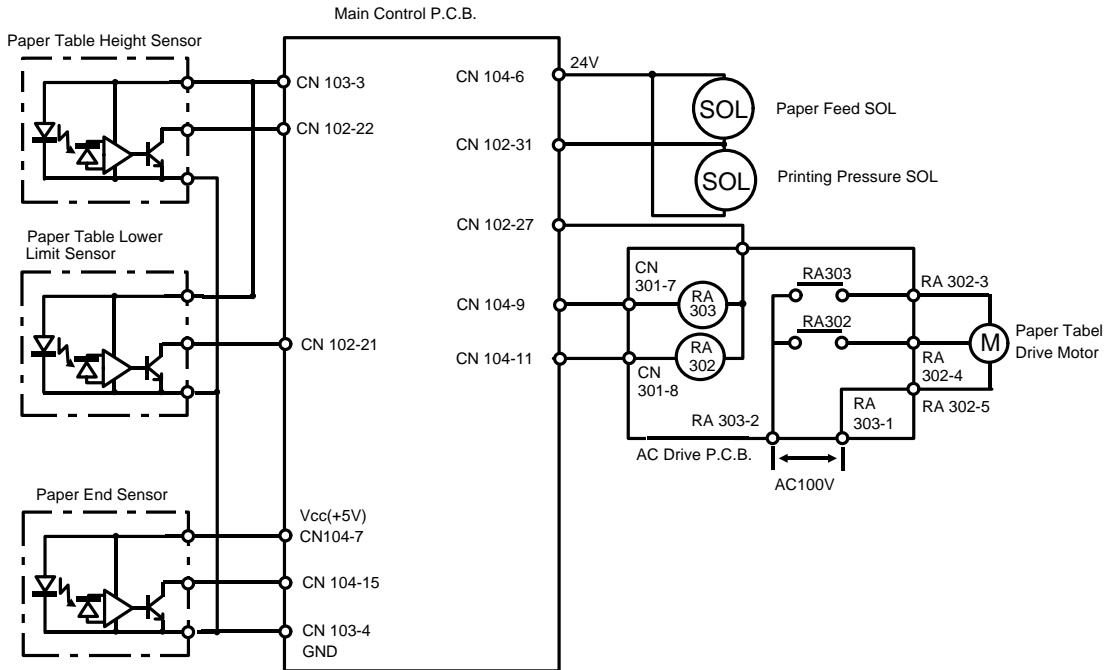 Main Control P.C.B.
Paper Table Height Sensor
CN 103-3
CN 102-22
Paper Table Lower
Limit Sensor
CN 102-21
Paper End Sensor
Vcc(+5V)
CN104-7
CN 104-15
CN 103-4
GND
CN 104-6
24V
CN 102-31
CN 102-27
CN 104-9
CN 104-11
SOL
Paper Feed SOL
SOL
Printing Pressure SOL
CN
301-7
RA
303
RA
302
CN
301-8
RA303
RA302
RA 302-3
M
Paper Tabel
Drive Motor
RA
302-4
RA 302-5
RA
303-1
RA 303-2
AC Drive P.C.B.
AC100V